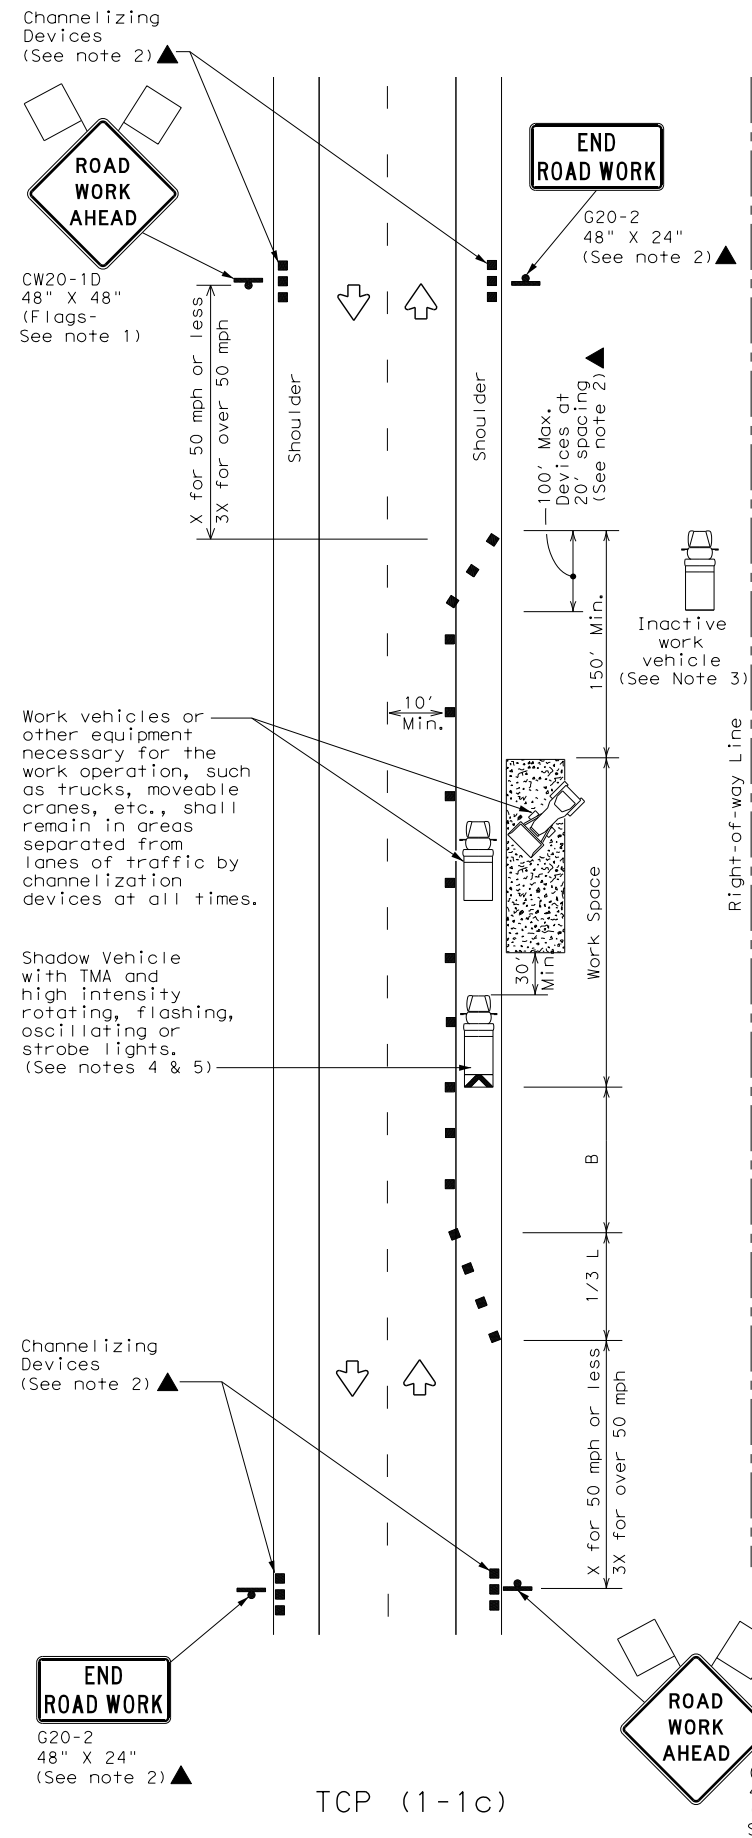 Channelizing
Devices
(See note 2)▲
ROAD
WORK
AHEAD
CW20-1D
48" X 48"
(Flags-
See note 1)
END
ROAD WORK
G20-2
48" X 24"
(See note 2)▲
X for 50 mph or less
3X for over 50 mph
Shoulder
Shoulder
100' Max.
Devices at
20' spacing
(See note 2)▲
150' Min.
Inactive
work
vehicle
(See Note 3)
Right-of-way Line
10'
Min.
Work vehicles or
other equipment
necessary for the
work operation, such
as trucks, moveable
cranes, etc., shall
remain in areas
separated from
lanes of traffic by
channelization
devices at all times.
Work Space
30'
Min.
Shadow Vehicle
with TMA and
high intensity
rotating, flashing,
oscillating or
strobe lights.
(See notes 4 & 5)
B
1/3 L
Channelizing
Devices
(See note 2)▲
X for 50 mph or less
3X for over 50 mph
END
ROAD WORK
G20-2
48" X 24"
(See note 2)▲
ROAD
WORK
AHEAD
TCP (1-1c)